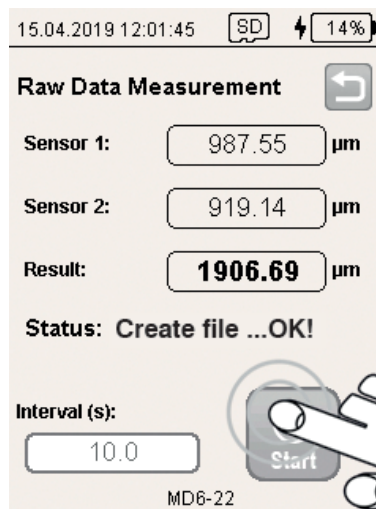 15.04.2019 12:01:45 SD 14%
Raw Data Measurement
Sensor 1: 987.55 µm
Sensor 2: 919.14 µm
Result: 1906.69 µm
Status: Create file ...OK!
Interval (s):
10.0
Start
MD6-22